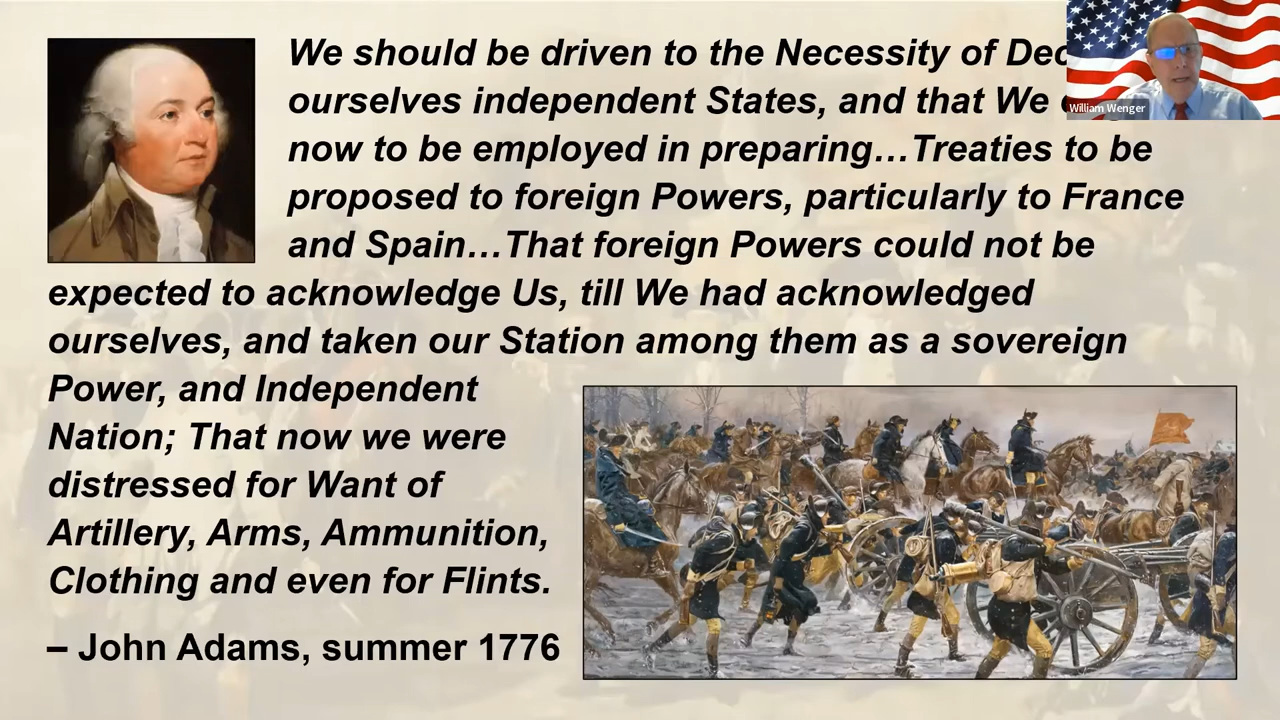 We should be driven to the Necessity of
ourselves independent States, and that We
now to be employed in preparing…Treaties to be
proposed to foreign Powers, particularly to France
and Spain…That foreign Powers could not be
expected to acknowledge Us, till We had acknowledged
ourselves, and taken our Station among them as a sovereign
Power, and Independent
Nation; That now we were
distressed for Want of
Artillery, Arms, Ammunition,
Clothing and even for Flints.
– John Adams, summer 1776
William Wenger